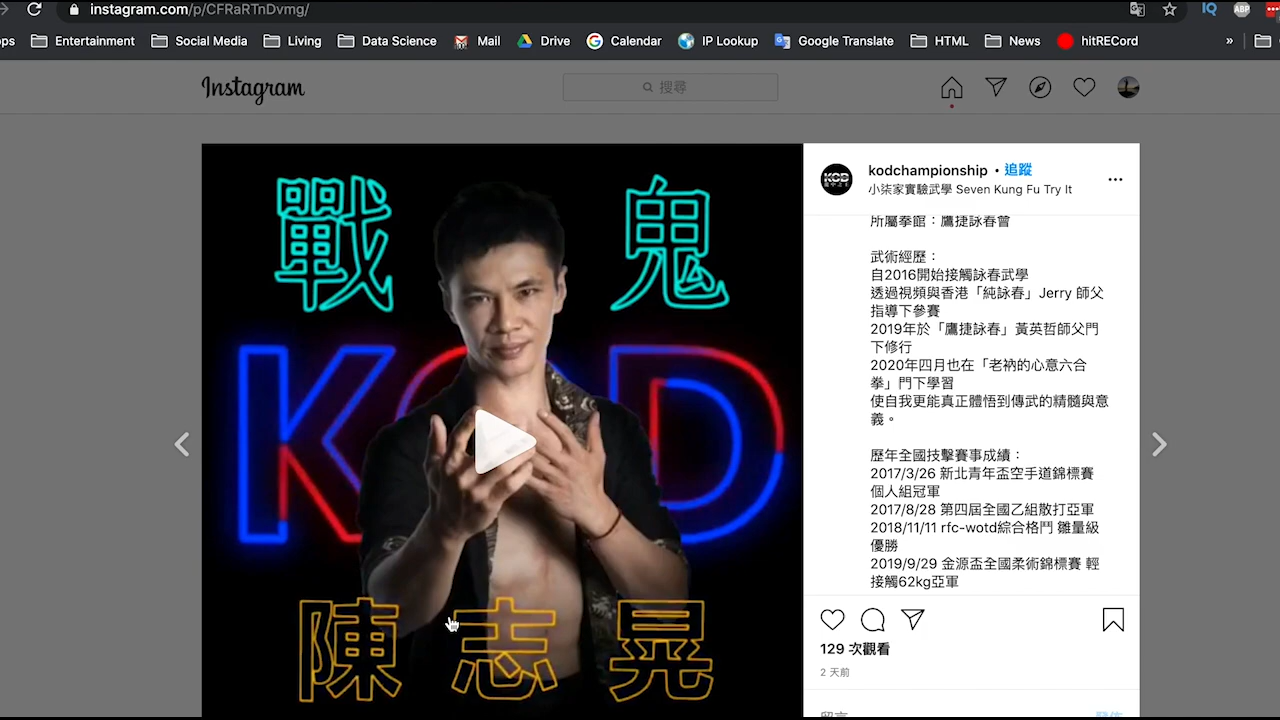 instagram.com/p/CFRaRTnDvmg/
Entertainment Social Media Living Data Science Mail Drive Calendar IP Lookup Google Translate HTML News hitRECord »
Instagram
搜尋
戰 鬼
KOD
陳 志 晃
kodchampionship • 追蹤
小柒家實驗武學 Seven Kung Fu Try It
所屬拳館：鷹捷詠春會
武術經歷：
自2016開始接觸詠春武學
透過視頻與香港「純詠春」Jerry 師父
指導下參賽
2019年於「鷹捷詠春」黃英哲師父門
下修行
2020年四月也在「老衲的心意六合
拳」門下學習
使自我更能真正體悟到傳武的精髓與意
義。
歷年全國技擊賽事成績：
2017/3/26 新北青年盃空手道錦標賽
個人組冠軍
2017/8/28 第四屆全國乙組散打亞軍
2018/11/11 rfc-wotd綜合格鬥 雛量級
優勝
2019/9/29 金源盃全國柔術錦標賽 輕
接觸62kg亞軍
129 次觀看
2 天前